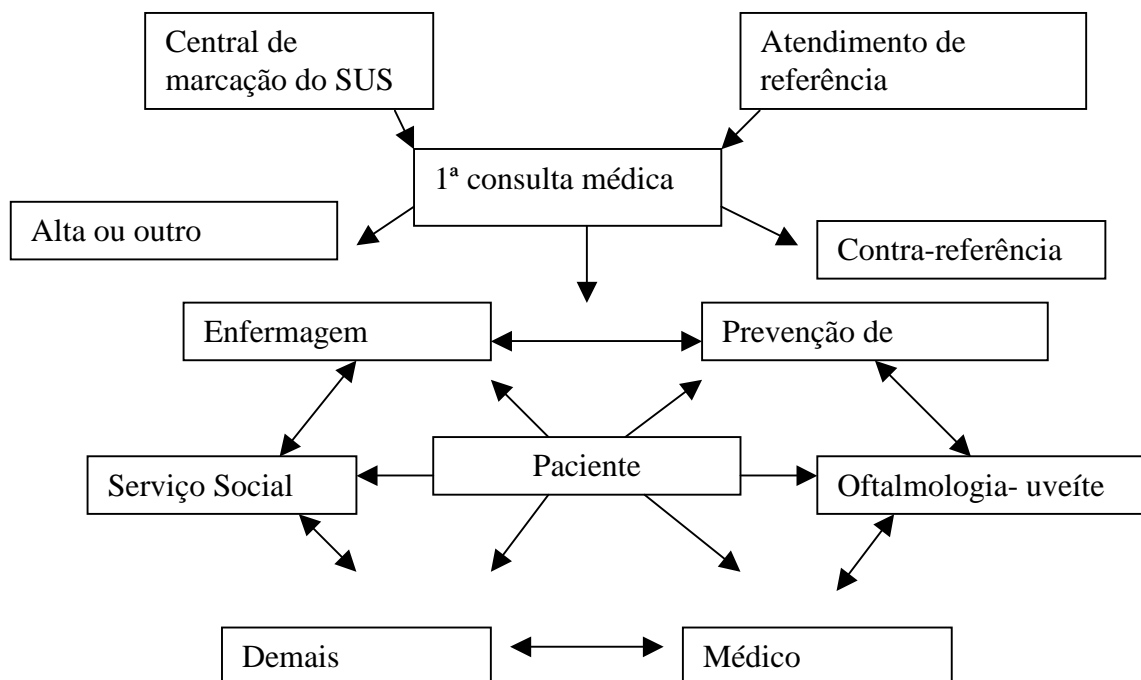 Central de
marcação do SUS
Atendimento de
referência
1ª consulta médica
Alta ou outro
Contra-referência
Enfermagem
Prevenção de
Paciente
Serviço Social
Oftalmologia- uveíte
Demais
Médico